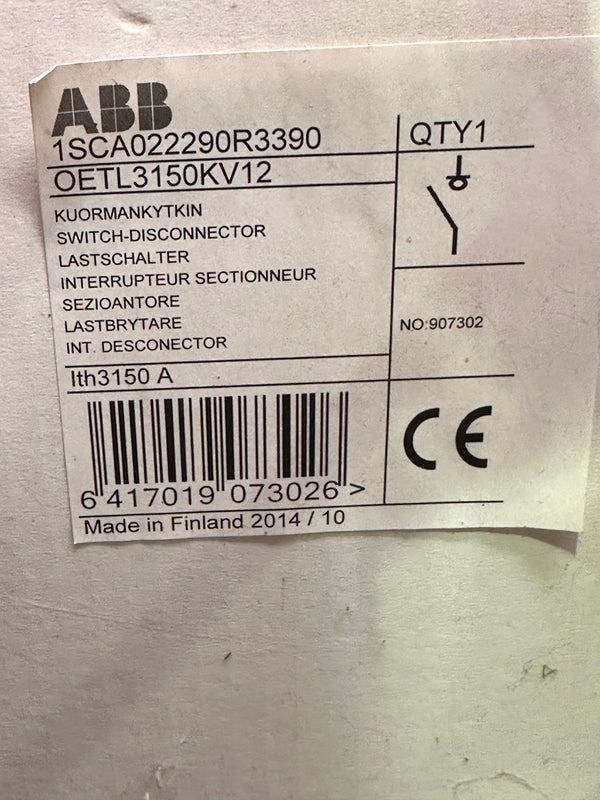 ABB
1SCA022290R3390
QTY1
OETL3150KV12
KUORMANKYTKIN
SWITCH-DISCONNECTOR
LASTSCHALTER
INTERRUPTEUR SECTIONNEUR
SEZIOANTORE
LASTBRYTARE
INT. DESCONECTOR
NO:907302
Ith3150 A
CE
6 417019 073026 >
Made in Finland 2014 / 10